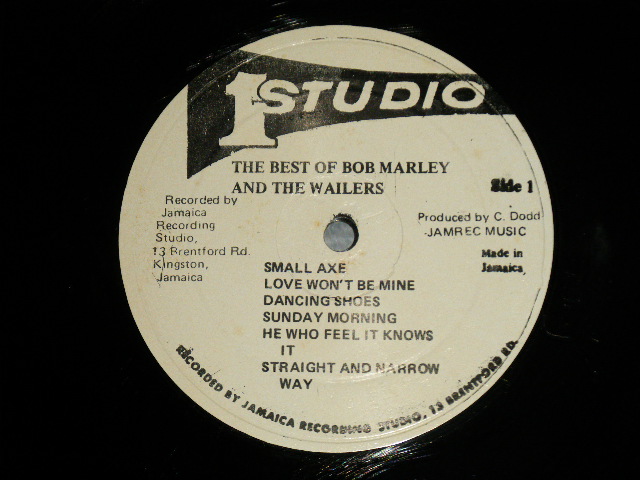 1 STUDIO
THE BEST OF BOB MARLEY
AND THE WAILERS
Side 1
Recorded by
Jamaica
Recording
Studio,
13 Brentford Rd.
Kingston,
Jamaica
Produced by C. Dodd
JAMREC MUSIC
Made in
Jamaica
SMALL AXE
LOVE WON'T BE MINE
DANCING SHOES
SUNDAY MORNING
HE WHO FEEL IT KNOWS
IT
STRAIGHT AND NARROW
WAY
RECORDED BY JAMAICA RECORDING STUDIO, 13 BRENTFORD RD.